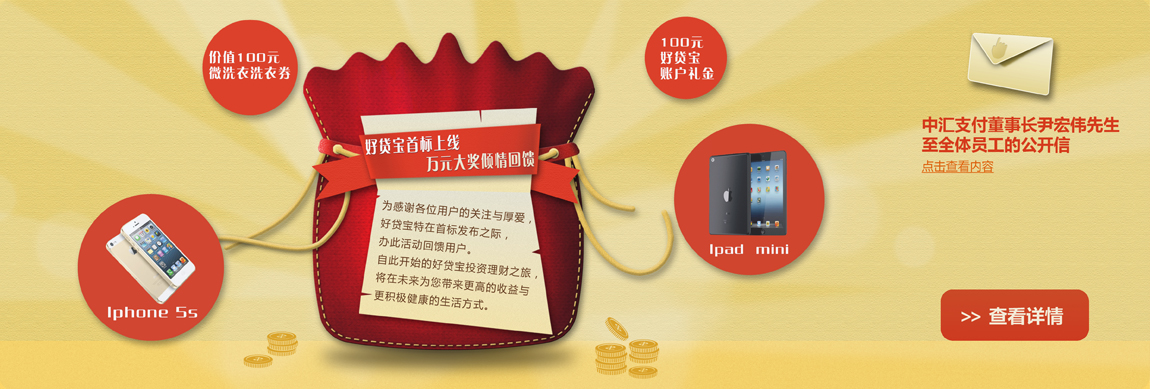 价值100元
微洗衣洗衣券
100元
好贷宝
账户礼金
好贷宝首标上线
万元大奖倾情回馈
为感谢各位用户的关注与厚爱，
好贷宝特在首标发布之际，
办此活动回馈用户。
自此开始的好贷宝投资理财之旅，
将在未来为您带来更高的收益与
更积极健康的生活方式。
Iphone 5s
Ipad mini
中汇支付董事长尹宏伟先生
至全体员工的公开信
点击查看内容
>> 查看详情